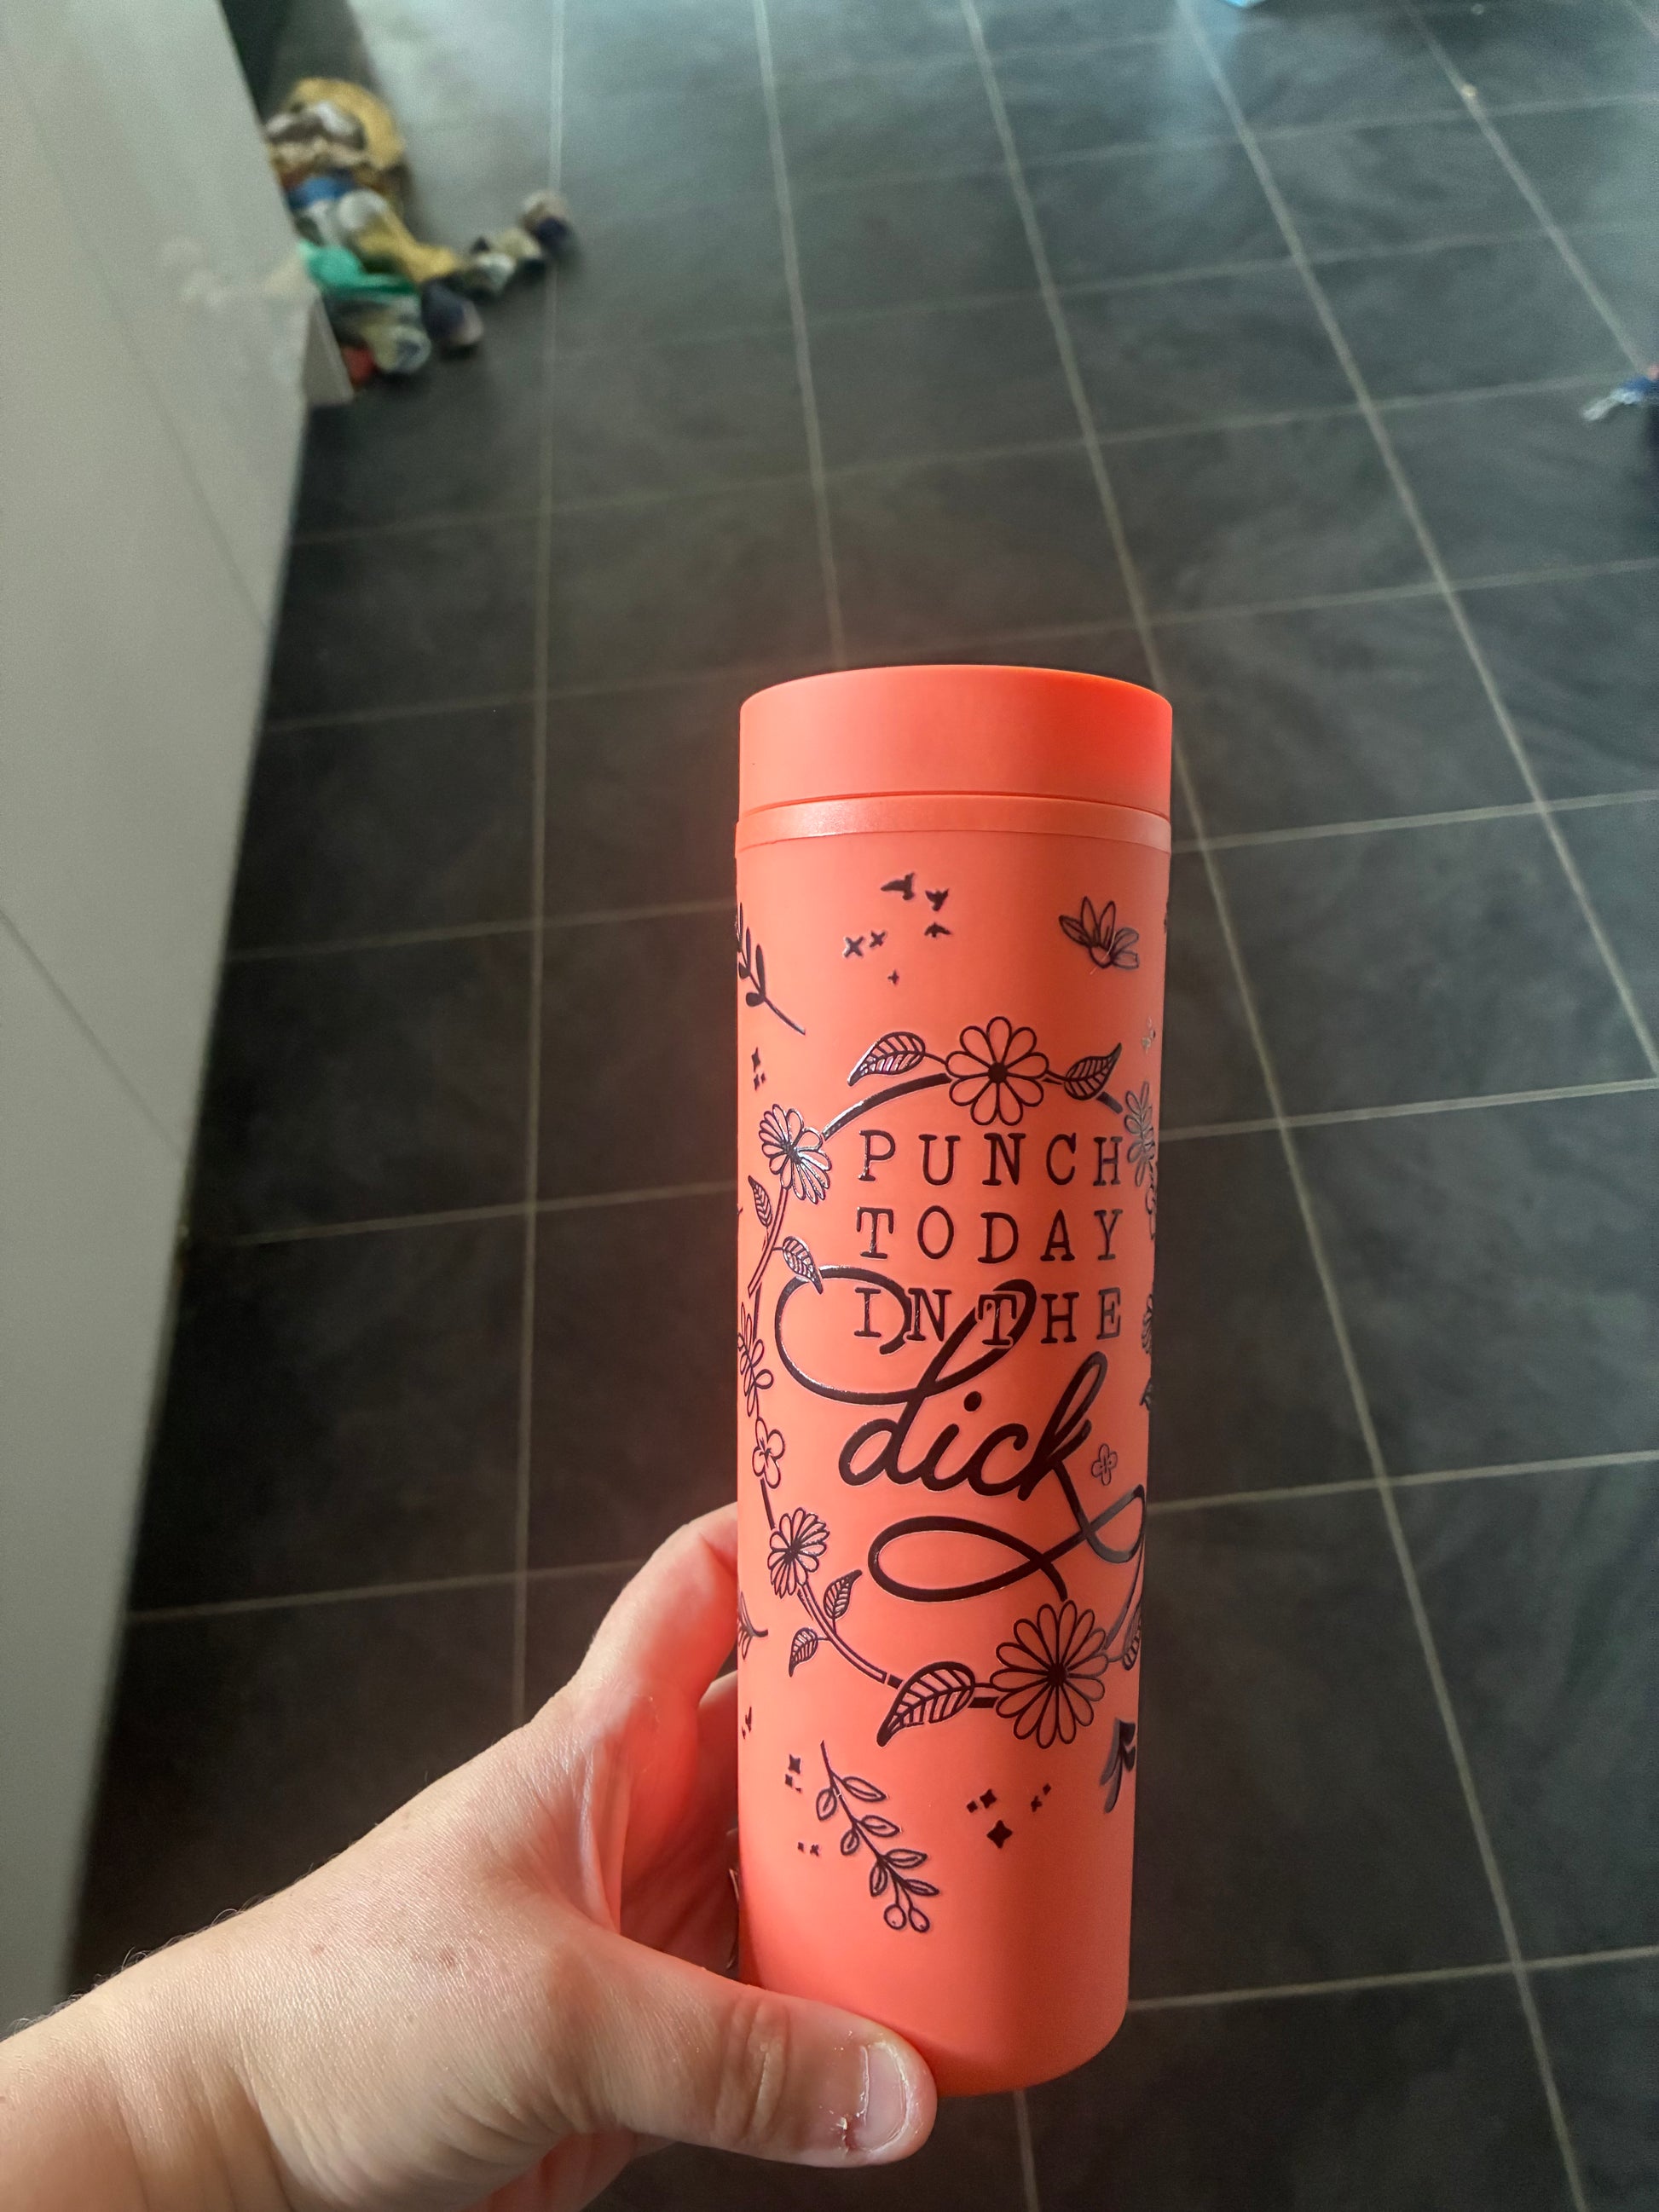 PUNCH
TODAY
IN THE
dick